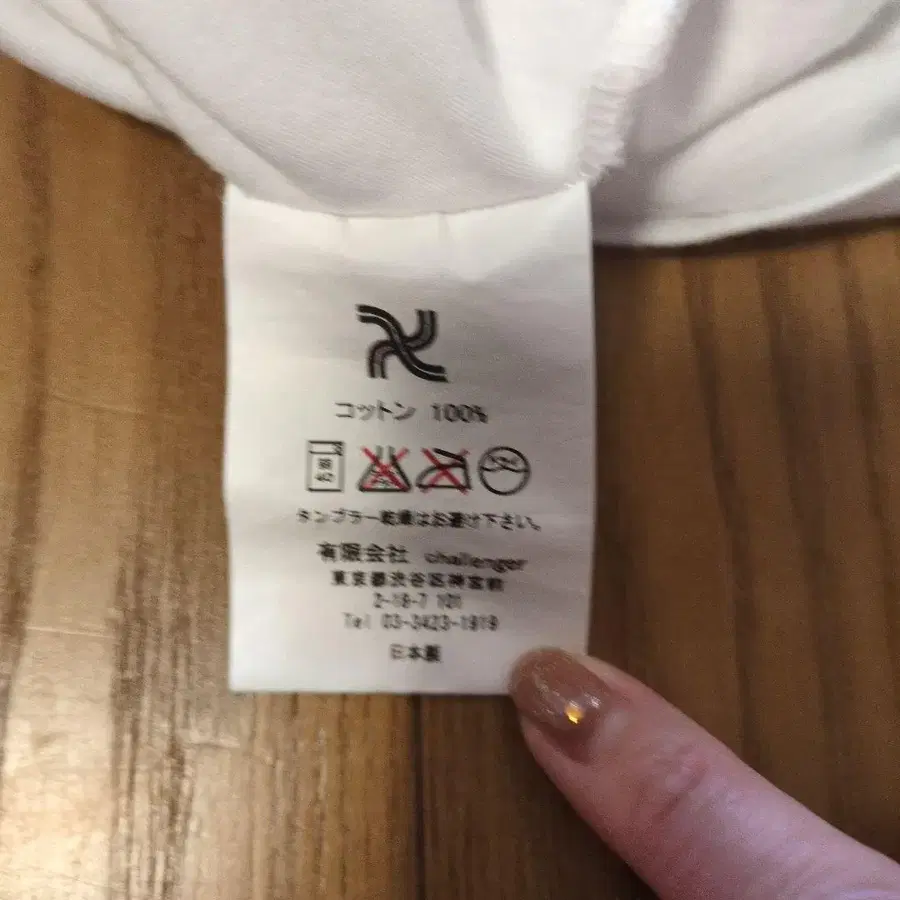 コットン 100%
タンブラー乾燥はお避け下さい。
有限会社 challenger
東京都渋谷区神宮前
2-18-7 101
Tel 03-3423-1919
日本製